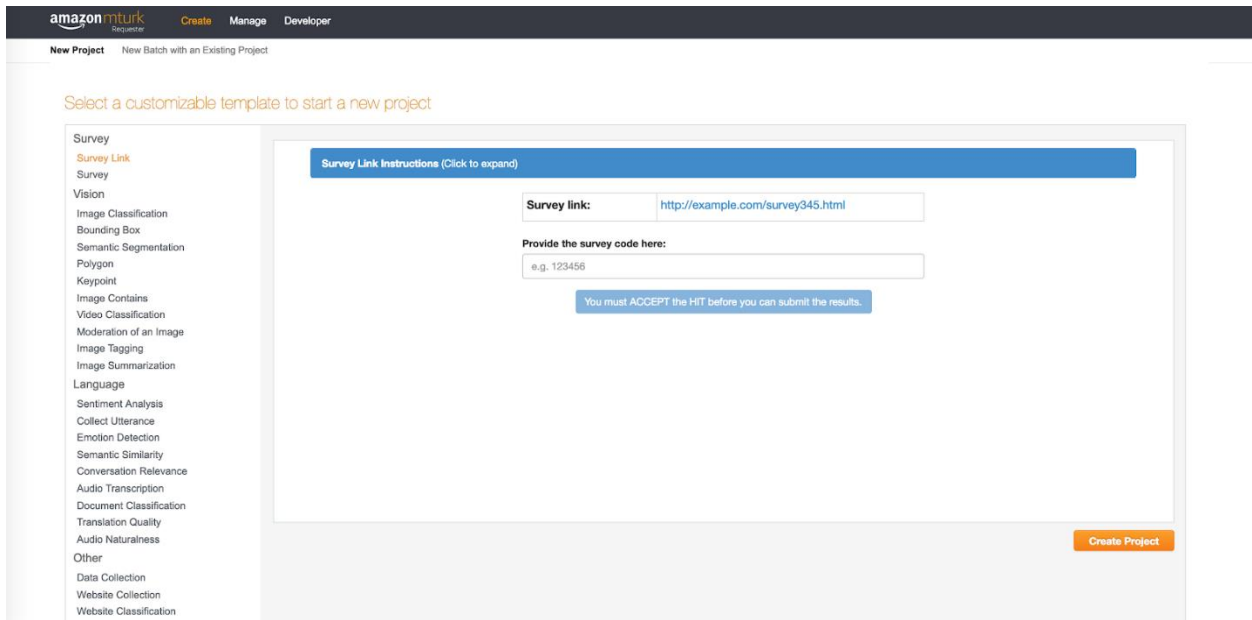 amazon mturk
Requester
Create Manage Developer
New Project New Batch with an Existing Project
Select a customizable template to start a new project
Survey
Survey Link
Survey
Vision
Image Classification
Bounding Box
Semantic Segmentation
Polygon
Keypoint
Image Contains
Video Classification
Moderation of an Image
Image Tagging
Image Summarization
Language
Sentiment Analysis
Collect Utterance
Emotion Detection
Semantic Similarity
Conversation Relevance
Audio Transcription
Document Classification
Translation Quality
Audio Naturalness
Other
Data Collection
Website Collection
Website Classification
Survey Link Instructions (Click to expand)
Survey link: http://example.com/survey345.html
Provide the survey code here:
e.g. 123456
You must ACCEPT the HIT before you can submit the results.
Create Project